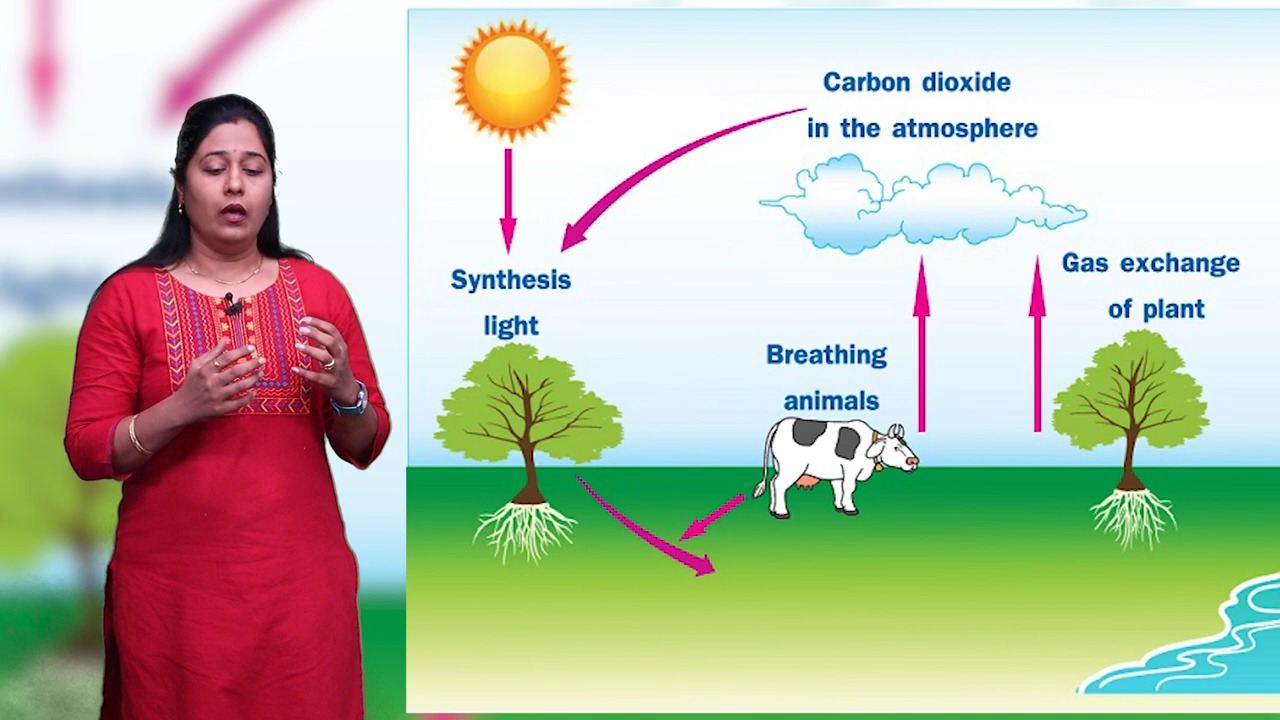 Carbon dioxide
in the atmosphere
Synthesis
light
Gas exchange
of plant
Breathing
animals